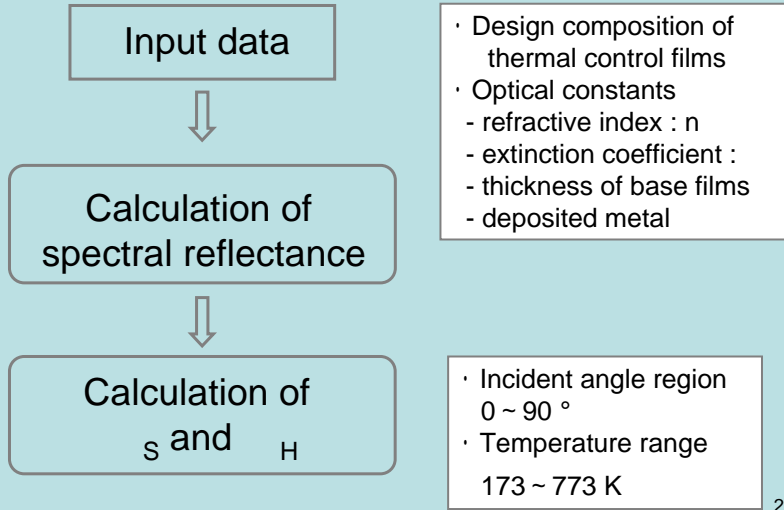 Input data
· Design composition of
thermal control films
· Optical constants
- refractive index : n
- extinction coefficient :
- thickness of base films
- deposited metal
Calculation of
spectral reflectance
Calculation of
S and H
· Incident angle region
0 ~ 90 °
· Temperature range
173 ~ 773 K
2